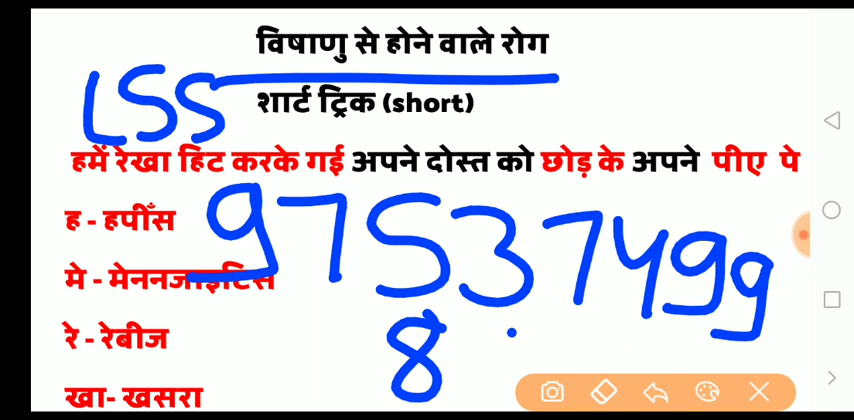 विषाणु से होने वाले रोग
LSS
शार्ट ट्रिक (short)
हमें रेखा हिट करके गई अपने दोस्त को छोड़ के अपने पीए पे
ह - हर्पीँस
मे - मेननजाइटिस
रे - रेबीज
खा- खसरा
97537499
8